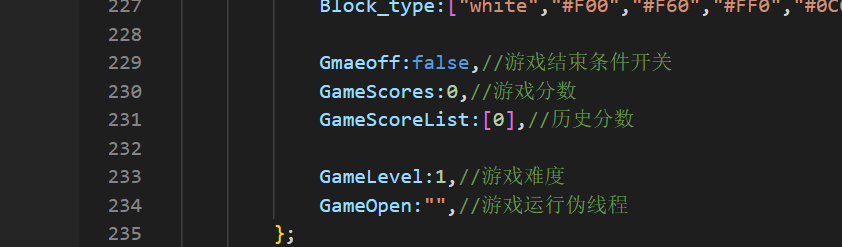 227 Block_type:["white","#F00","#F60","#FF0","#0C
228
229 Gmaeoff:false,//游戏结束条件开关
230 GameScores:0,//游戏分数
231 GameScoreList:[0],//历史分数
232
233 GameLevel:1,//游戏难度
234 GameOpen:"",//游戏运行伪线程
235 };